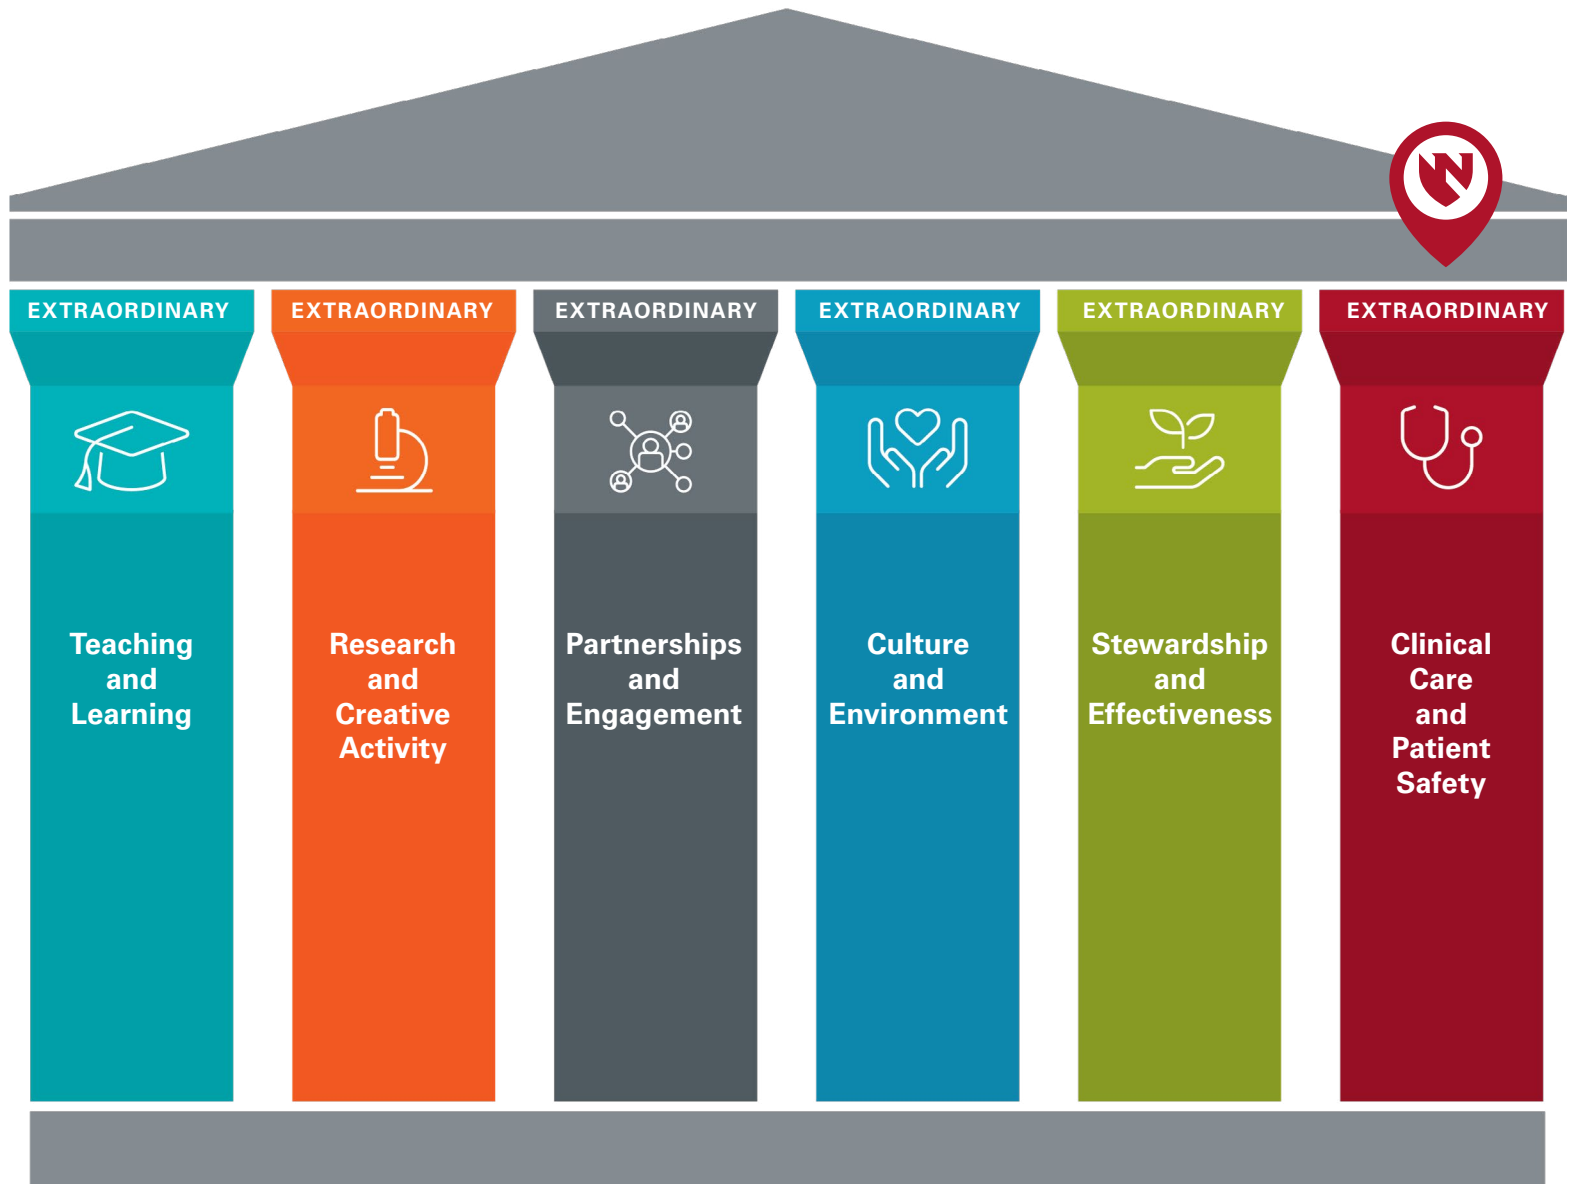 EXTRAORDINARY
EXTRAORDINARY
EXTRAORDINARY
EXTRAORDINARY
EXTRAORDINARY
EXTRAORDINARY
Teaching
and
Learning
Research
and
Creative
Activity
Partnerships
and
Engagement
Culture
and
Environment
Stewardship
and
Effectiveness
Clinical
Care
and
Patient
Safety